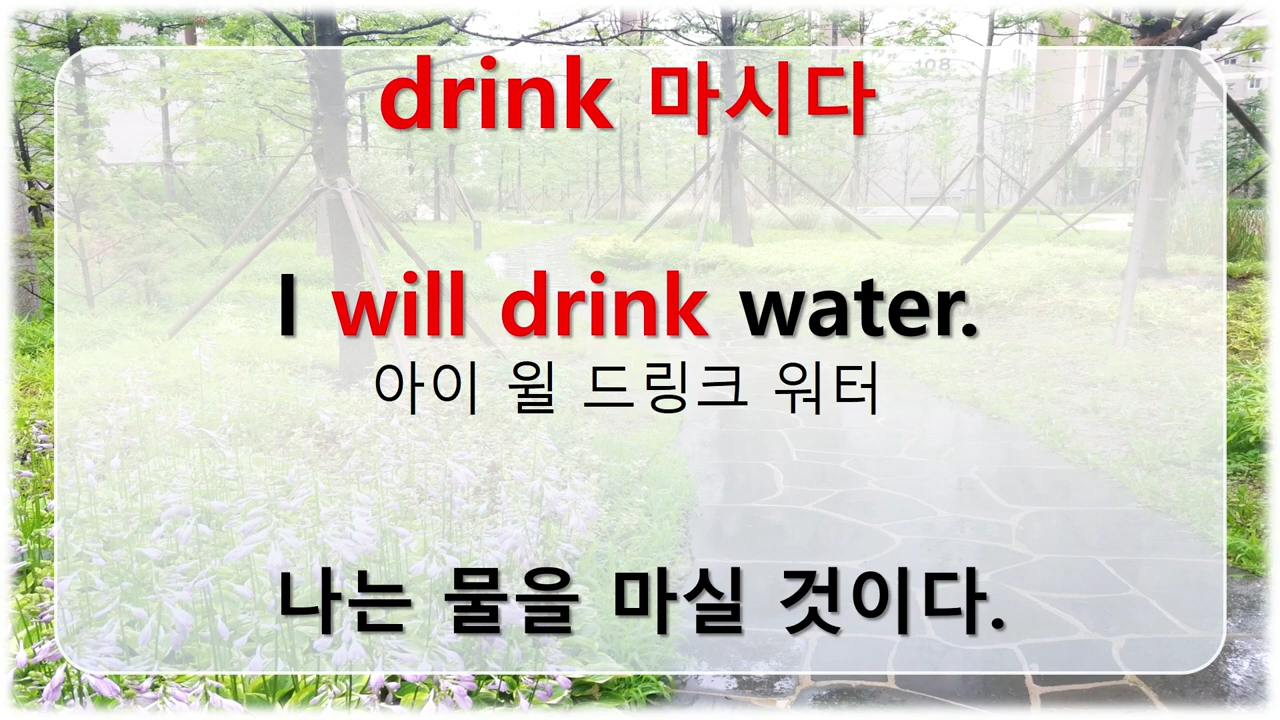 108
drink 마시다
I will drink water.
아이 윌 드링크 워터
나는 물을 마실 것이다.